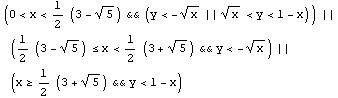 (0 < x < 1/2 (3 − √5) && (y < −√x || √x < y < 1 − x)) ||
(1/2 (3 − √5) ≤ x < 1/2 (3 + √5) && y < −√x) ||
(x ≥ 1/2 (3 + √5) && y < 1 − x)